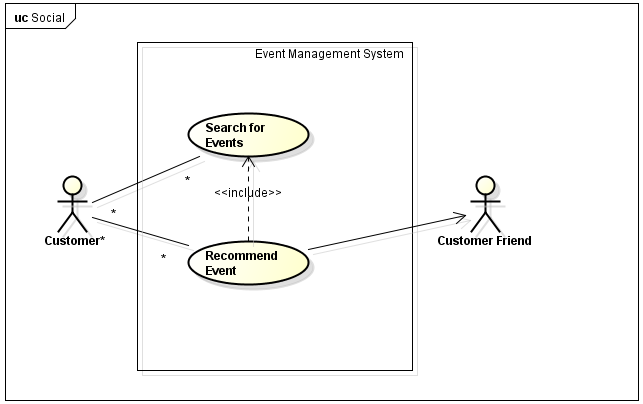 uc Social
Event Management System
Search for
Events
*
<<include>>
*
Customer*
Customer Friend
*
Recommend
Event